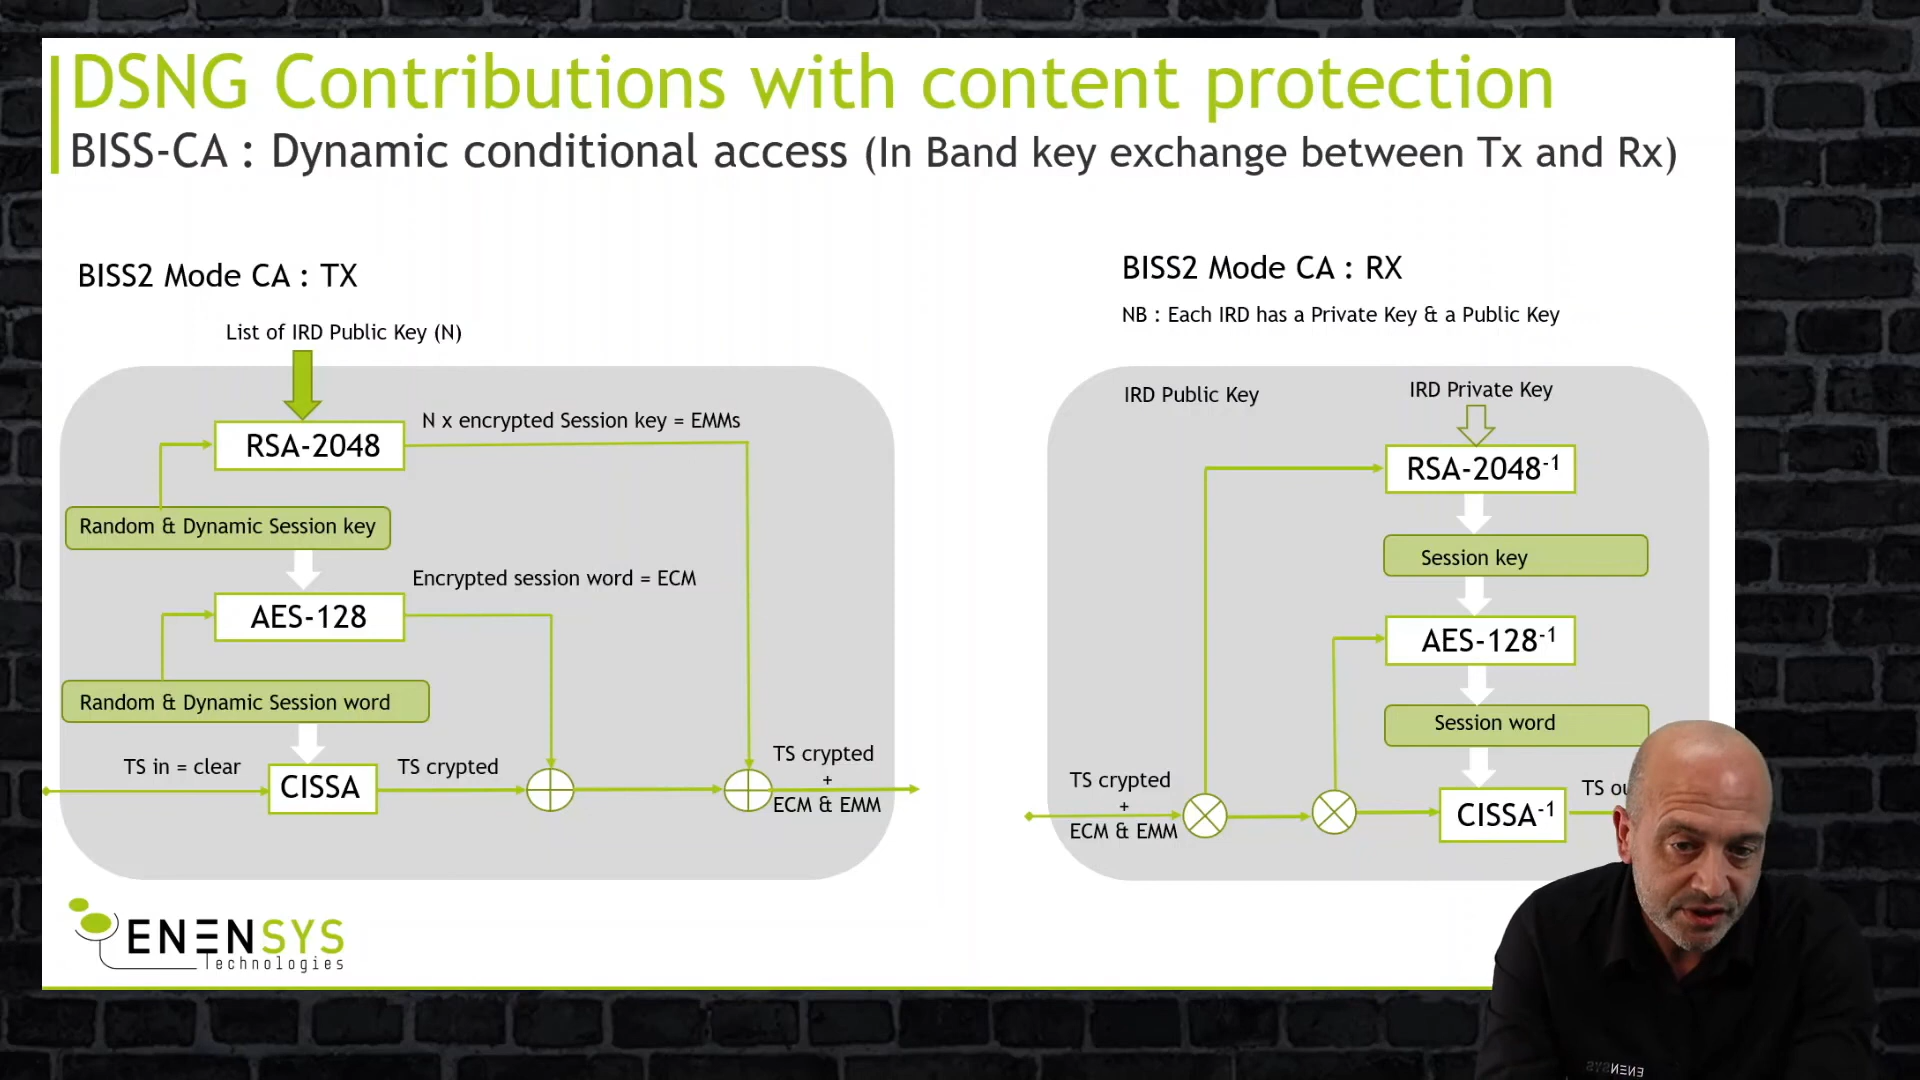 DSNG Contributions with content protection
BISS-CA : Dynamic conditional access (In Band key exchange between Tx and Rx)
BISS2 Mode CA : TX
List of IRD Public Key (N)
RSA-2048
N x encrypted Session key = EMMs
Random & Dynamic Session key
AES-128
Encrypted session word = ECM
Random & Dynamic Session word
TS in = clear
CISSA
TS crypted
TS crypted
+
ECM & EMM
BISS2 Mode CA : RX
NB : Each IRD has a Private Key & a Public Key
IRD Public Key
IRD Private Key
RSA-2048-1
Session key
AES-128-1
Session word
TS crypted
+
ECM & EMM
CISSA-1
TS
ENENSYS
Technologies
ENENSYS